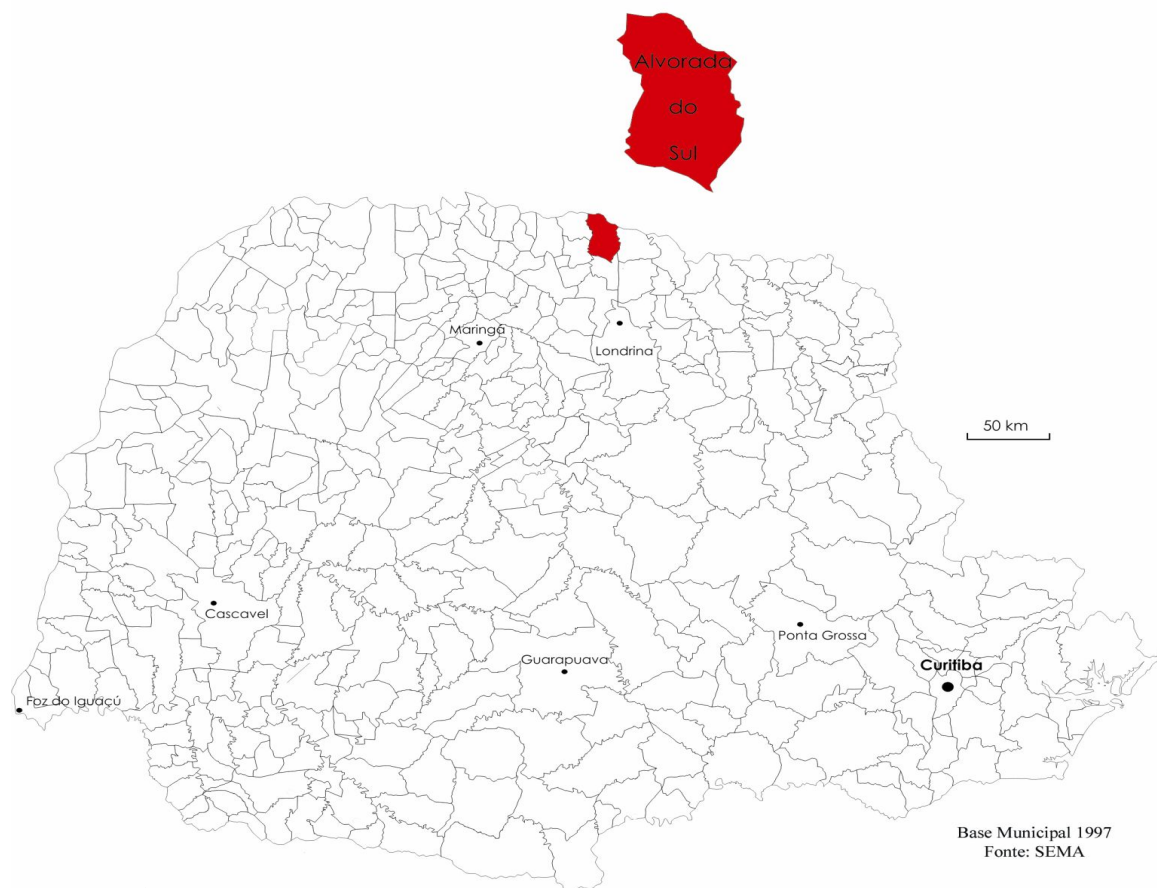 Alvorada
do
Sul
Maringá
Londrina
50 km
Cascavel
Ponta Grossa
Guarapuava
Curitiba
Foz do Iguaçú
Base Municipal 1997
Fonte: SEMA